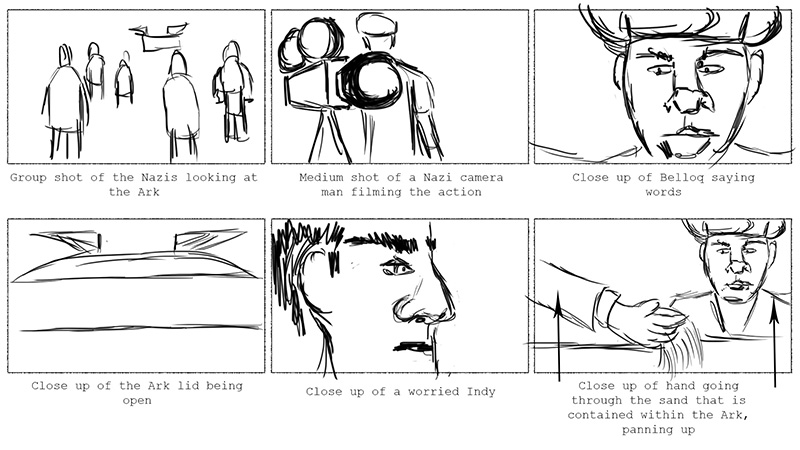 Group shot of the Nazis looking at
the Ark
Medium shot of a Nazi camera
man filming the action
Close up of Belloq saying
words
Close up of the Ark lid being
open
Close up of a worried Indy
Close up of hand going
through the sand that is
contained within the Ark,
panning up